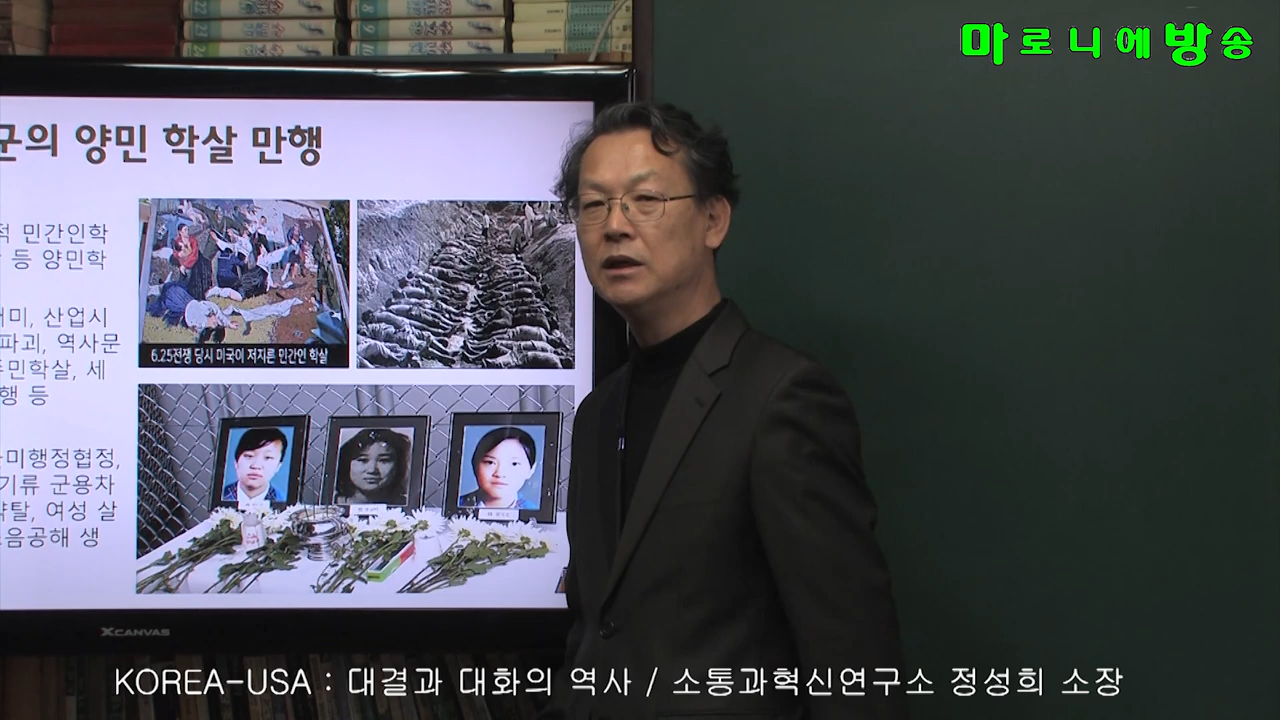 마로니에방송
군의 양민 학살 만행
민간인학
등 양민학
6.25전쟁 당시 미국이 저지른 민간인 학살
산업시
파괴, 역사문
민학살, 세
행 등
미행정협정,
기류 군용차
약탈, 여성 살
음공해 생
XCANVAS
KOREA-USA : 대결과 대화의 역사 / 소통과혁신연구소 정성희 소장